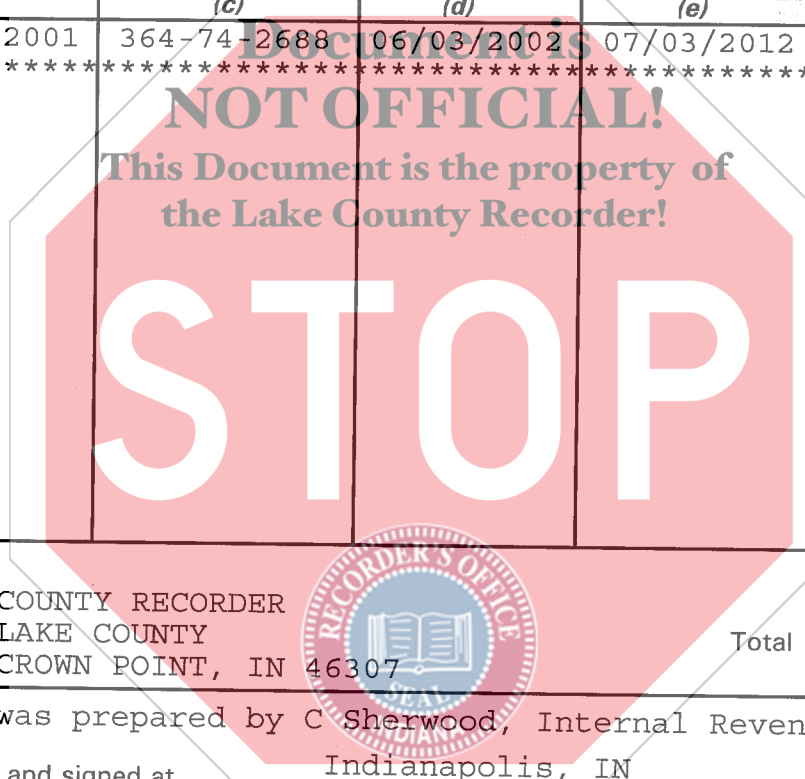 (c) (d) (e)
2001 364-74-2688 06/03/2002 07/03/2012
*****************************************
Document is
NOT OFFICIAL!
This Document is the property of
the Lake County Recorder!
STOP
COUNTY RECORDER
LAKE COUNTY
CROWN POINT, IN 46307
Total
RECORDER'S OFFICE
SEAL
INDIANA
was prepared by C Sherwood, Internal Reven
and signed at Indianapolis, IN